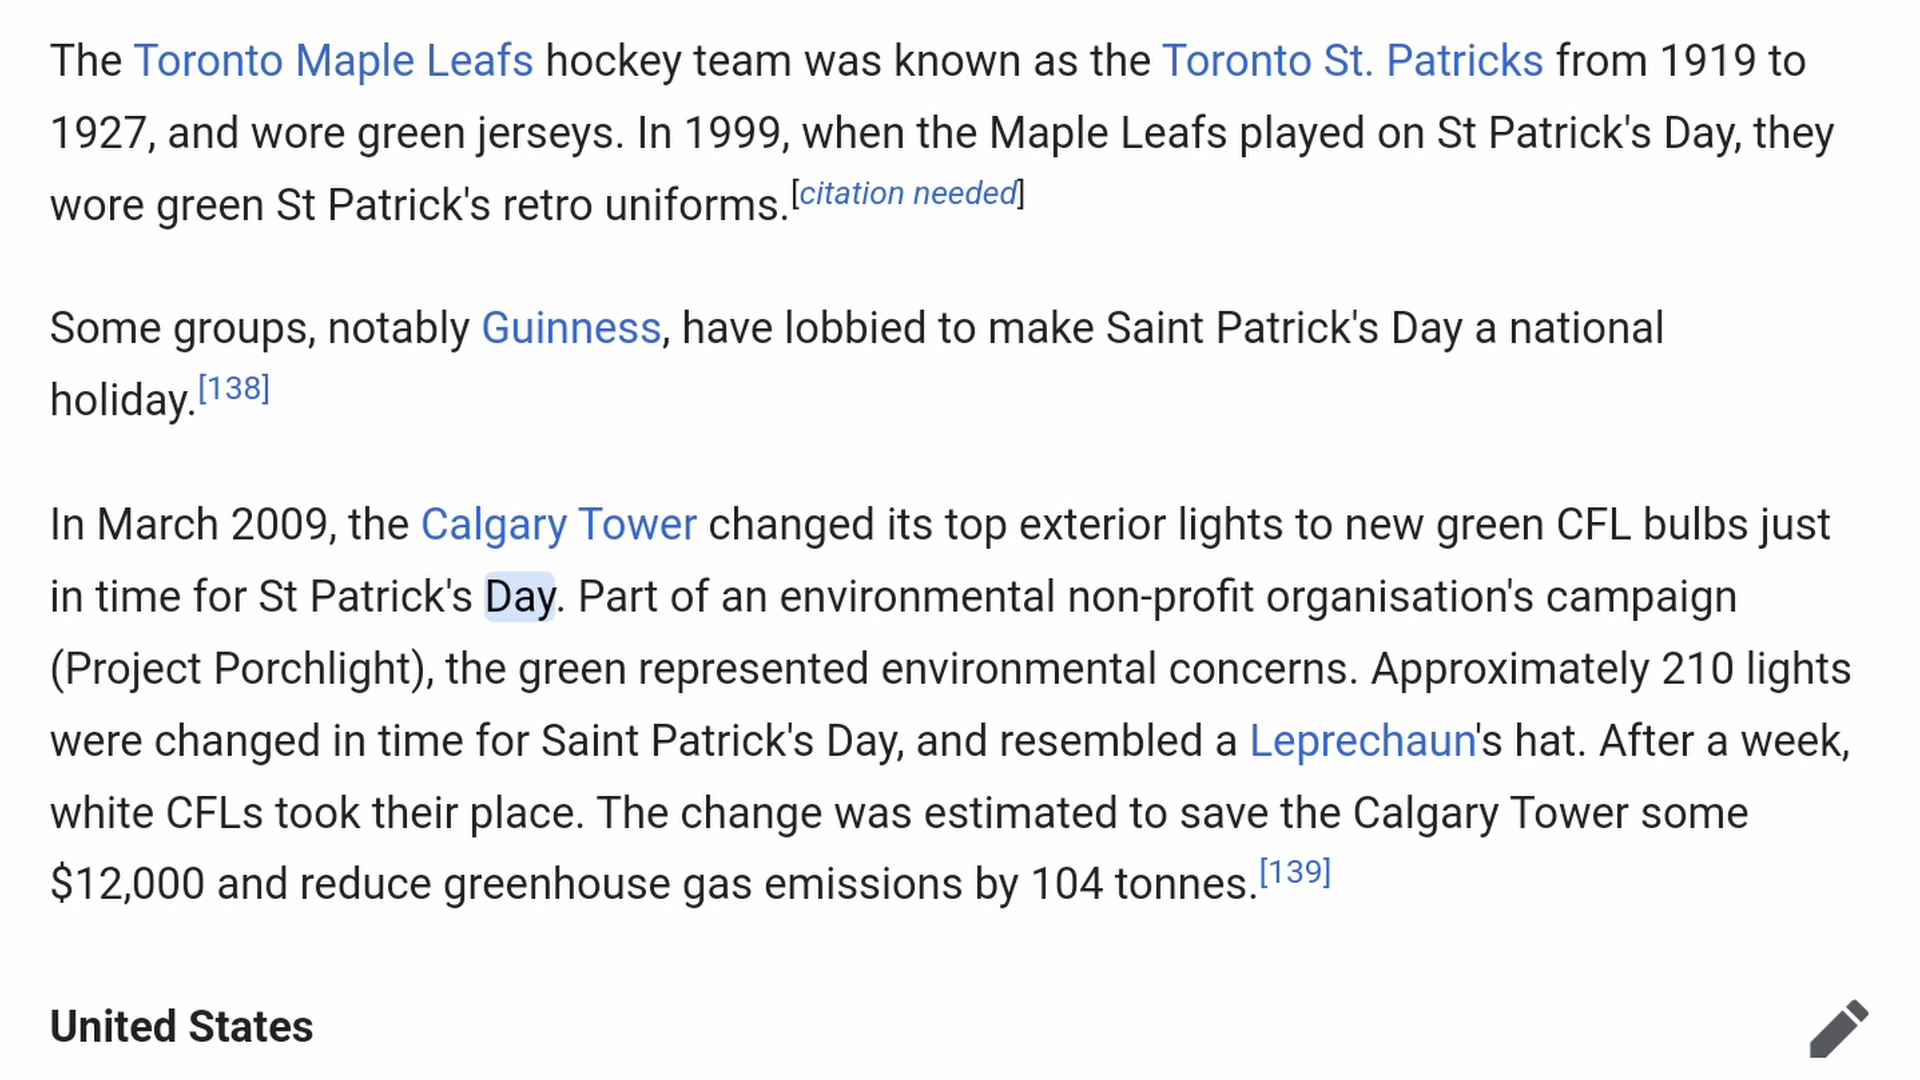 The Toronto Maple Leafs hockey team was known as the Toronto St. Patricks from 1919 to
1927, and wore green jerseys. In 1999, when the Maple Leafs played on St Patrick's Day, they
wore green St Patrick's retro uniforms.[citation needed]
Some groups, notably Guinness, have lobbied to make Saint Patrick's Day a national
holiday.[138]
In March 2009, the Calgary Tower changed its top exterior lights to new green CFL bulbs just
in time for St Patrick's Day. Part of an environmental non-profit organisation's campaign
(Project Porchlight), the green represented environmental concerns. Approximately 210 lights
were changed in time for Saint Patrick's Day, and resembled a Leprechaun's hat. After a week,
white CFLs took their place. The change was estimated to save the Calgary Tower some
$12,000 and reduce greenhouse gas emissions by 104 tonnes.[139]
United States